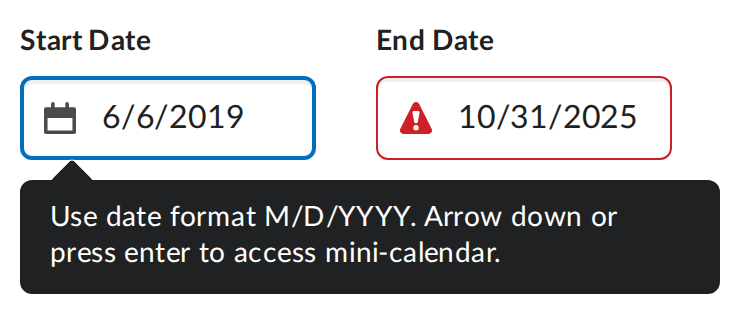 Start Date
End Date
6/6/2019
10/31/2025
Use date format M/D/YYYY. Arrow down or
press enter to access mini-calendar.